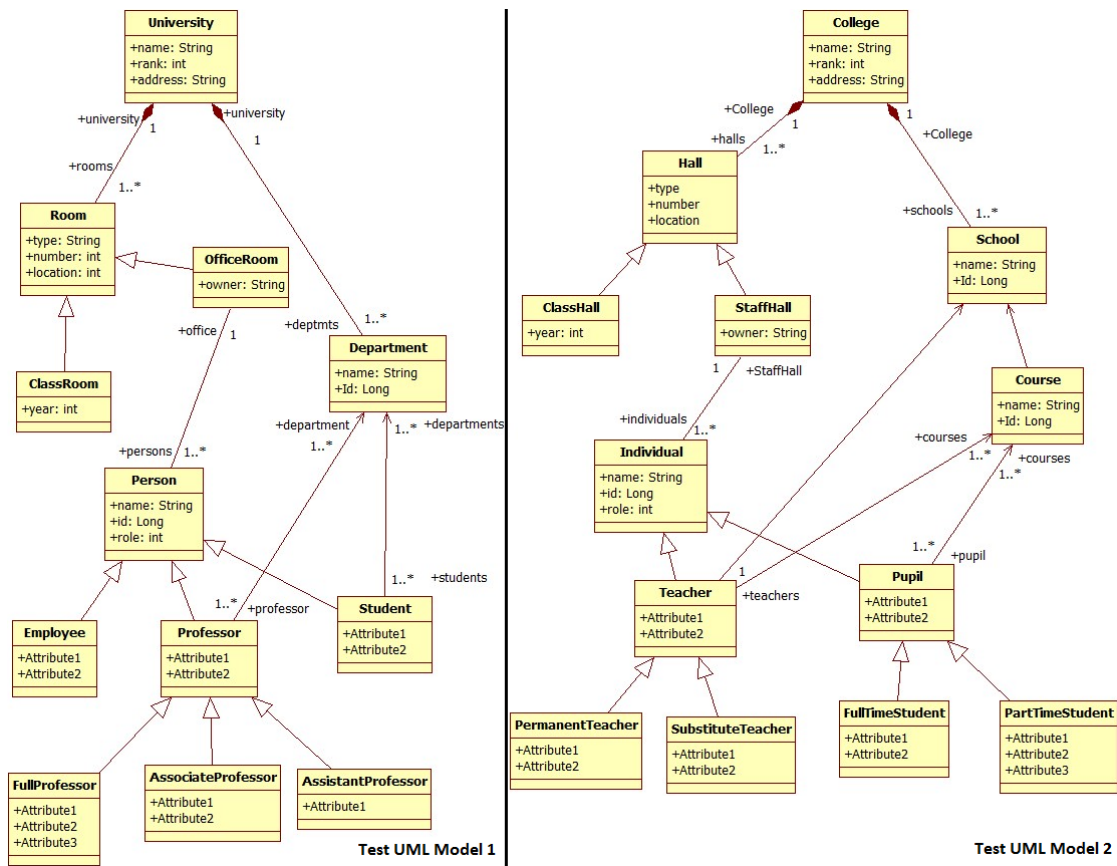 University
+name: String
+rank: int
+address: String
+university
1
+university
1
+rooms
1..*
Room
+type: String
+number: int
+location: int
OfficeRoom
+owner: String
+office
1
+deptmts
1..*
Department
+name: String
+Id: Long
ClassRoom
+year: int
+department
1..*
1..*
+departments
+persons
1..*
Person
+name: String
+id: Long
+role: int
1..*
+professor
1..*
+students
Employee
+Attribute1
+Attribute2
Professor
+Attribute1
+Attribute2
Student
+Attribute1
+Attribute2
FullProfessor
+Attribute1
+Attribute2
+Attribute3
AssociateProfessor
+Attribute1
+Attribute2
AssistantProfessor
+Attribute1
Test UML Model 1
College
+name: String
+rank: int
+address: String
+College
1
1
+College
+halls
1..*
Hall
+type
+number
+location
+schools
1..*
School
+name: String
+Id: Long
ClassHall
+year: int
StaffHall
+owner: String
1
+StaffHall
Course
+name: String
+Id: Long
+individuals
1..*
+courses
1..*
1..*
+courses
Individual
+name: String
+id: Long
+role: int
1
+teachers
1..*
+pupil
Teacher
+Attribute1
+Attribute2
Pupil
+Attribute1
+Attribute2
PermanentTeacher
+Attribute1
+Attribute2
SubstituteTeacher
+Attribute1
+Attribute2
FullTimeStudent
+Attribute1
+Attribute2
PartTimeStudent
+Attribute1
+Attribute2
+Attribute3
Test UML Model 2